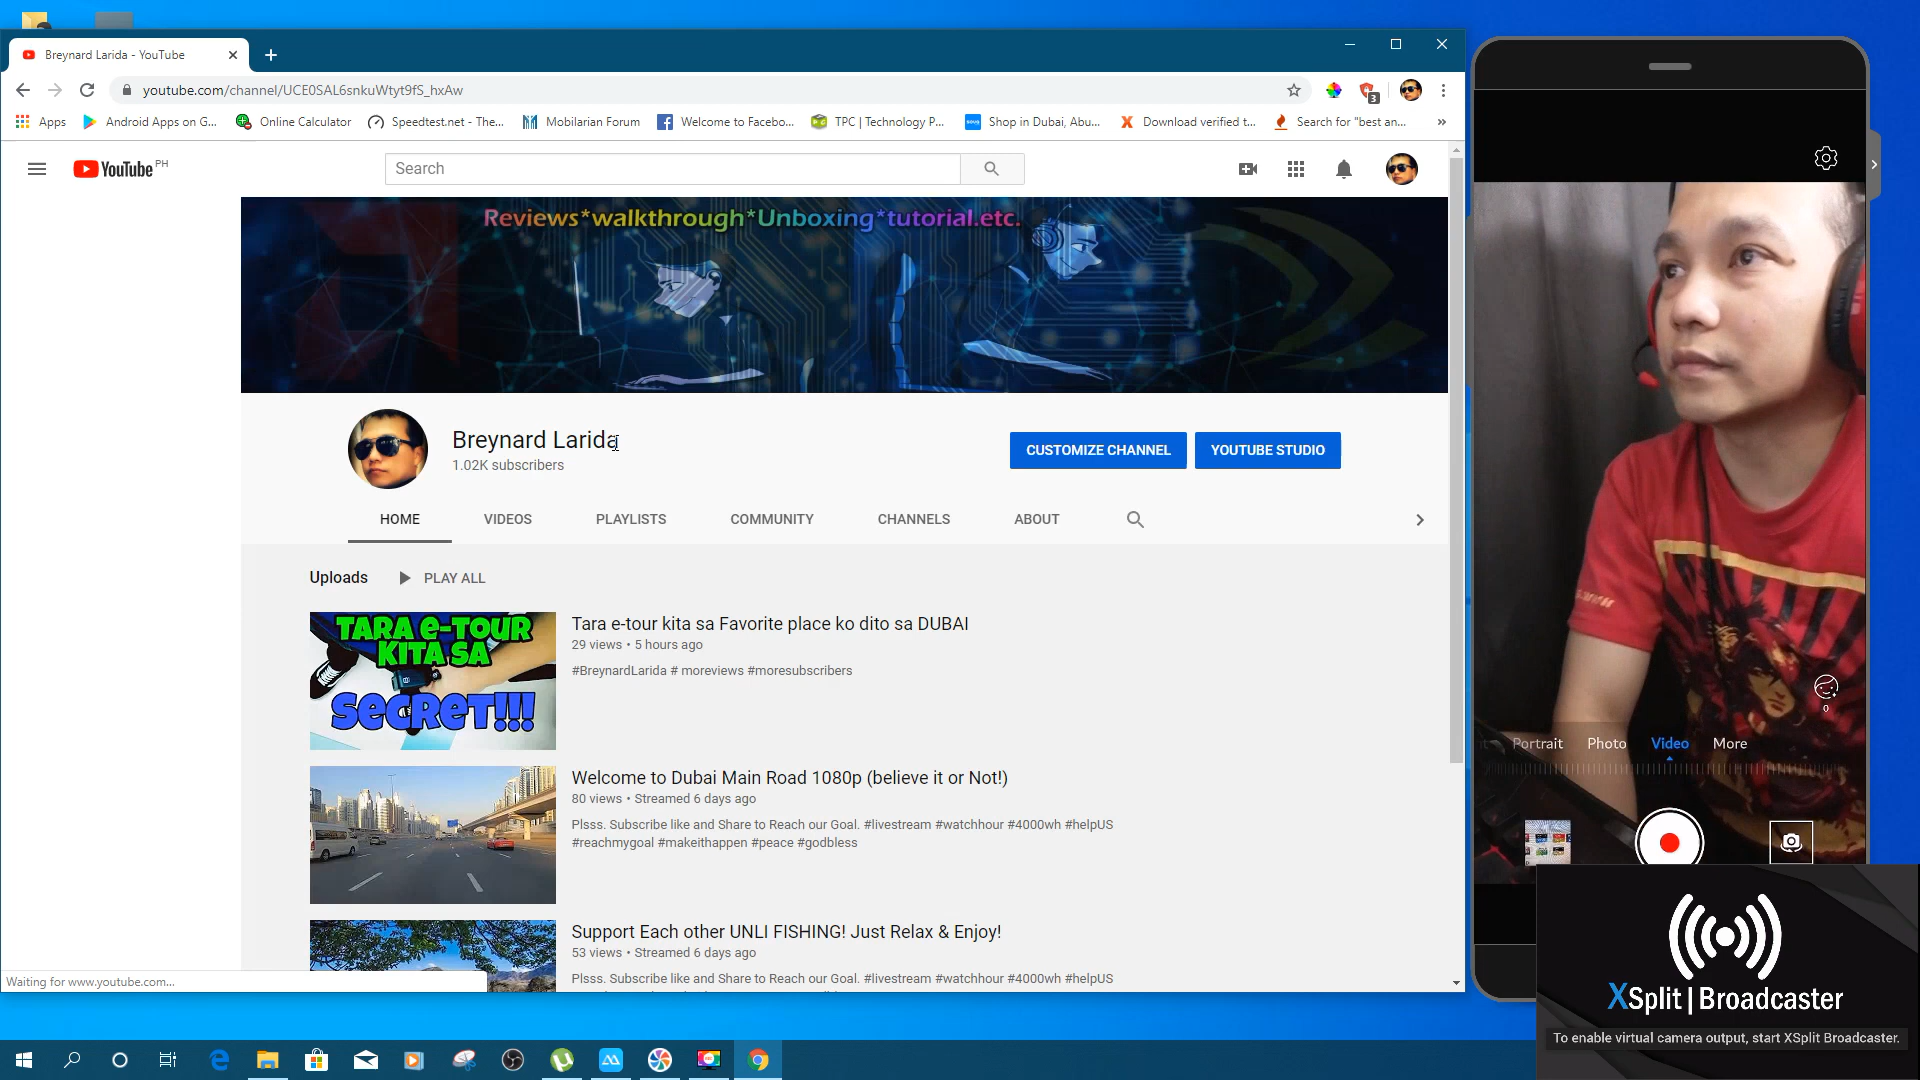 Breynard Larida - YouTube
youtube.com/channel/UCE0SAL6snkuWtyt9fS_hxAw
3
Apps
Android Apps on G...
Online Calculator
Speedtest.net - The...
Mobilarian Forum
Welcome to Facebo...
TPC | Technology P...
Shop in Dubai, Abu...
Download verified t...
Search for "best an...
YouTube PH
Search
Reviews*walkthrough*Unboxing*tutorial.etc.
Breynard Larida
1.02K subscribers
CUSTOMIZE CHANNEL
YOUTUBE STUDIO
HOME
VIDEOS
PLAYLISTS
COMMUNITY
CHANNELS
ABOUT
Uploads
PLAY ALL
TARA e-TOUR
KITA SA
SECRET!!!
Tara e-tour kita sa Favorite place ko dito sa DUBAI
29 views • 5 hours ago
#BreynardLarida # moreviews #moresubscribers
Welcome to Dubai Main Road 1080p (believe it or Not!)
80 views • Streamed 6 days ago
Plsss. Subscribe like and Share to Reach our Goal. #livestream #watchhour #4000wh #helpUS
#reachmygoal #makeithappen #peace #godbless
Support Each other UNLI FISHING! Just Relax & Enjoy!
53 views • Streamed 6 days ago
Plsss. Subscribe like and Share to Reach our Goal. #livestream #watchhour #4000wh #helpUS
Waiting for www.youtube.com...
0
Portrait
Photo
Video
More
XSplit | Broadcaster
To enable virtual camera output, start XSplit Broadcaster.